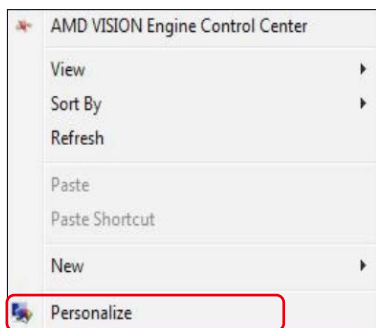 AMD VISION Engine Control Center
View
Sort By
Refresh
Paste
Paste Shortcut
New
Personalize